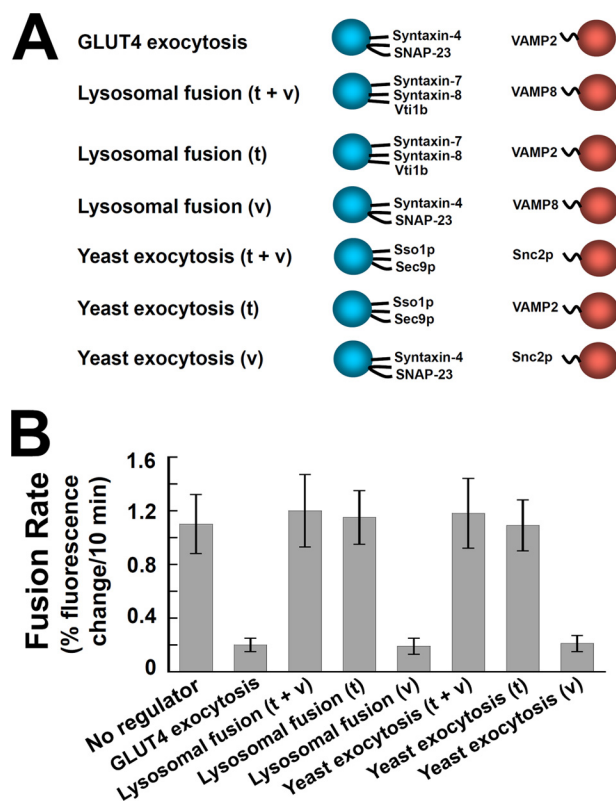 A
GLUT4 exocytosis
Syntaxin-4
SNAP-23
VAMP2
Lysosomal fusion (t + v)
Syntaxin-7
Syntaxin-8
Vti1b
VAMP8
Lysosomal fusion (t)
Syntaxin-7
Syntaxin-8
Vti1b
VAMP2
Lysosomal fusion (v)
Syntaxin-4
SNAP-23
VAMP8
Yeast exocytosis (t + v)
Sso1p
Sec9p
Snc2p
Yeast exocytosis (t)
Sso1p
Sec9p
VAMP2
Yeast exocytosis (v)
Syntaxin-4
SNAP-23
Snc2p
B
Fusion Rate
(% fluorescence
change/10 min)
1.6
1.2
0.8
0.4
0
No regulator
GLUT4 exocytosis
Lysosomal fusion (t + v)
Lysosomal fusion (t)
Lysosomal fusion (v)
Yeast exocytosis (t + v)
Yeast exocytosis (t)
Yeast exocytosis (v)